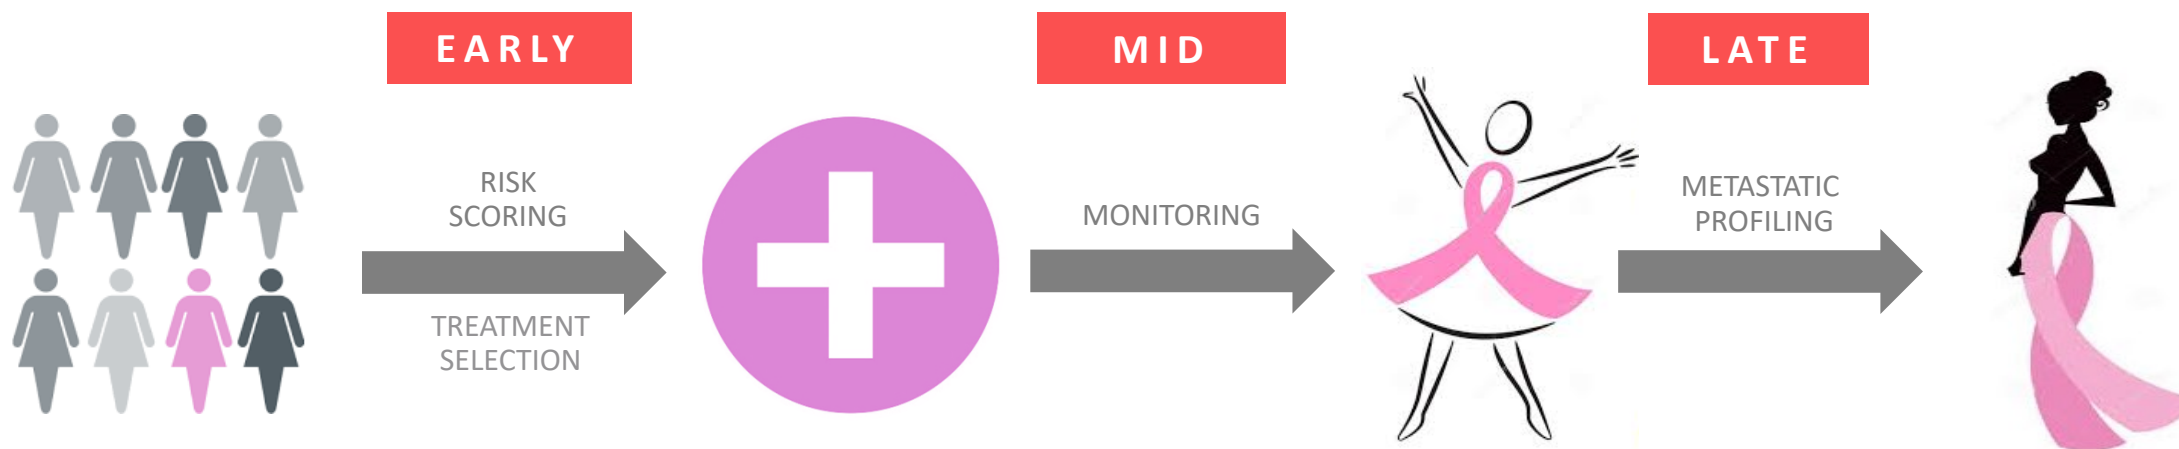 EARLY
RISK
SCORING
TREATMENT
SELECTION
MID
MONITORING
LATE
METASTATIC
PROFILING